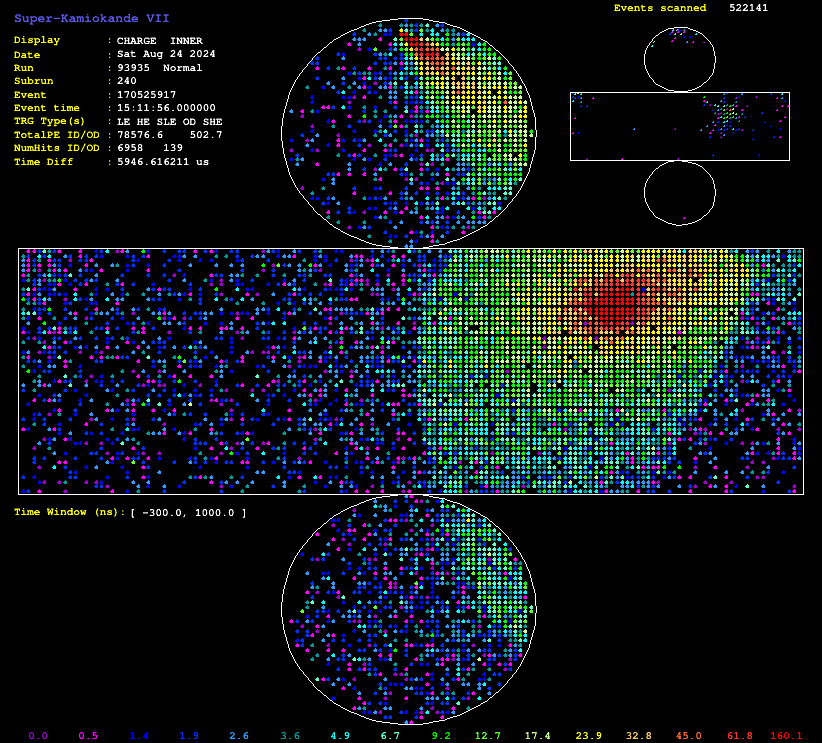 Super-Kamiokande VII
Events scanned 522141
Display : CHARGE INNER
Date : Sat Aug 24 2024
Run : 93935 Normal
Subrun : 240
Event : 170525917
Event time : 15:11:56.000000
TRG Type(s) : LE HE SLE OD SHE
TotalPE ID/OD : 78576.6 502.7
NumHits ID/OD : 6958 139
Time Diff : 5946.616211 us
Time Window (ns): [ -300.0, 1000.0 ]
0.0 0.5 1.4 1.9 2.6 3.6 4.9 6.7 9.2 12.7 17.4 23.9 32.8 45.0 61.8 160.1